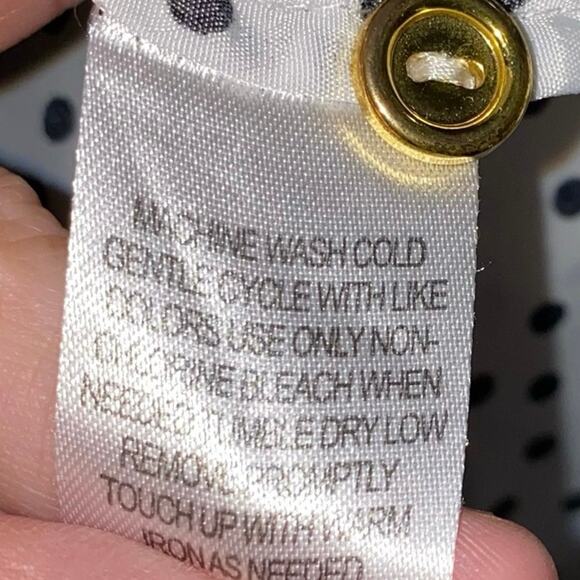 MACHINE WASH COLD
GENTLE CYCLE WITH LIKE
COLORS USE ONLY NON-
CHLORINE BLEACH WHEN
NEEDED TUMBLE DRY LOW
REMOVE PROMPTLY
TOUCH UP WITH WARM
IRON AS NEEDED